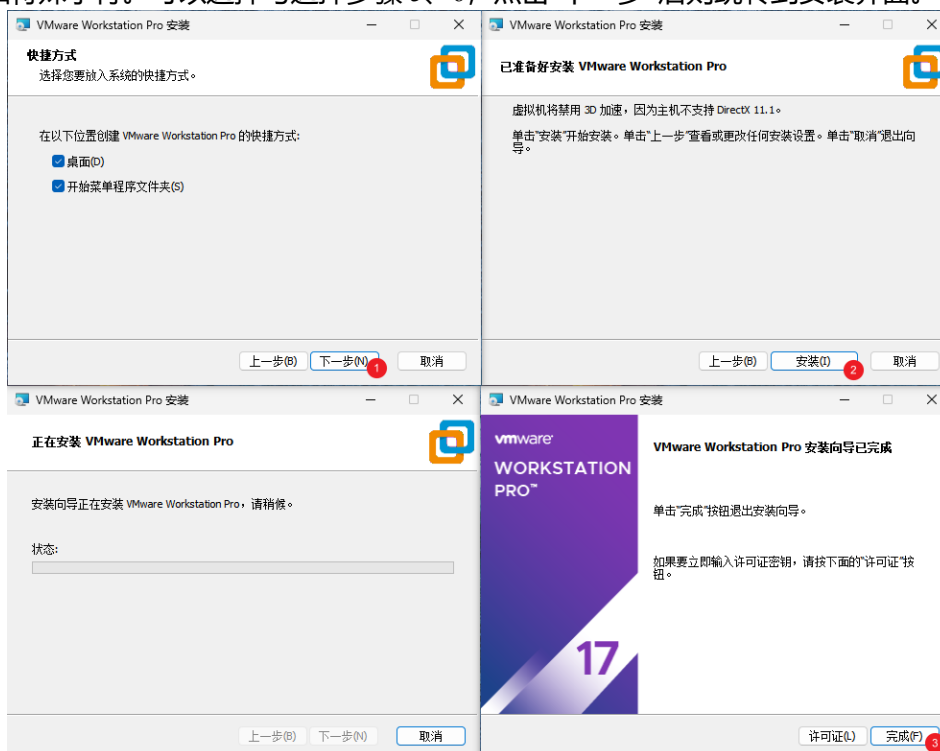 VMware Workstation Pro 安装
快捷方式
选择您要放入系统的快捷方式。
在以下位置创建 VMware Workstation Pro 的快捷方式:
桌面(D)
开始菜单程序文件夹(S)
上一步(B) 下一步(N) 1 取消
VMware Workstation Pro 安装
已准备好安装 VMware Workstation Pro
虚拟机将禁用 3D 加速，因为主机不支持 DirectX 11.1。
单击"安装"开始安装。单击"上一步"查看或更改任何安装设置。单击"取消"退出向
导。
上一步(B) 安装(I) 2 取消
VMware Workstation Pro 安装
正在安装 VMware Workstation Pro
安装向导正在安装 VMware Workstation Pro，请稍候。
状态:
上一步(B) 下一步(N) 取消
VMware Workstation Pro 安装
vmware
WORKSTATION
PRO™
17
VMware Workstation Pro 安装向导已完成
单击"完成"按钮退出安装向导。
如果要立即输入许可证密钥，请按下面的"许可证"按
钮。
许可证(L) 完成(F) 3